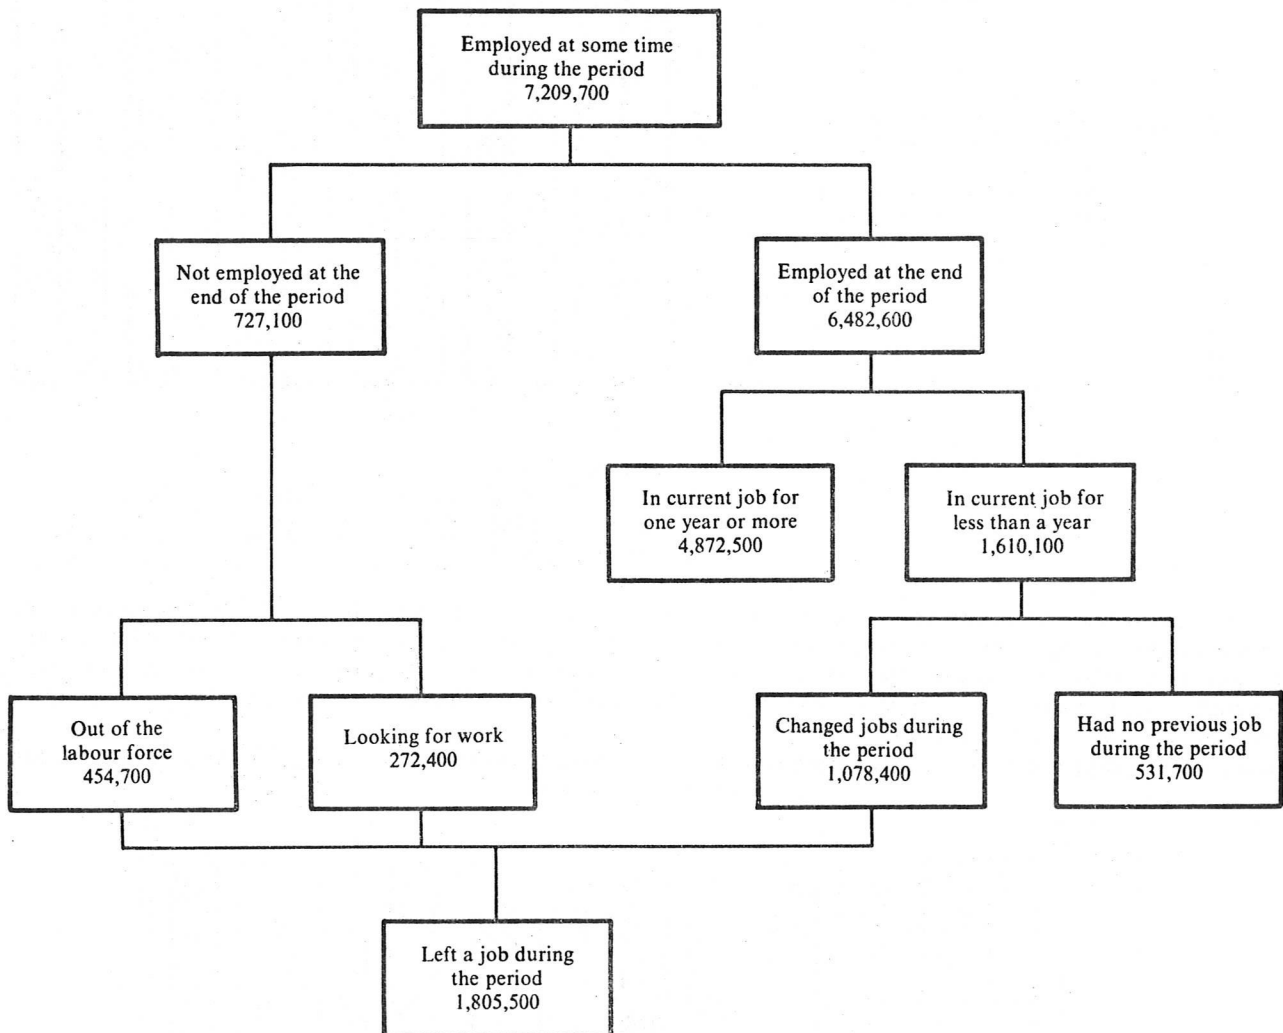 Employed at some time
during the period
7,209,700
Not employed at the
end of the period
727,100
Employed at the end
of the period
6,482,600
In current job for
one year or more
4,872,500
In current job for
less than a year
1,610,100
Out of the
labour force
454,700
Looking for work
272,400
Changed jobs during
the period
1,078,400
Had no previous job
during the period
531,700
Left a job during
the period
1,805,500